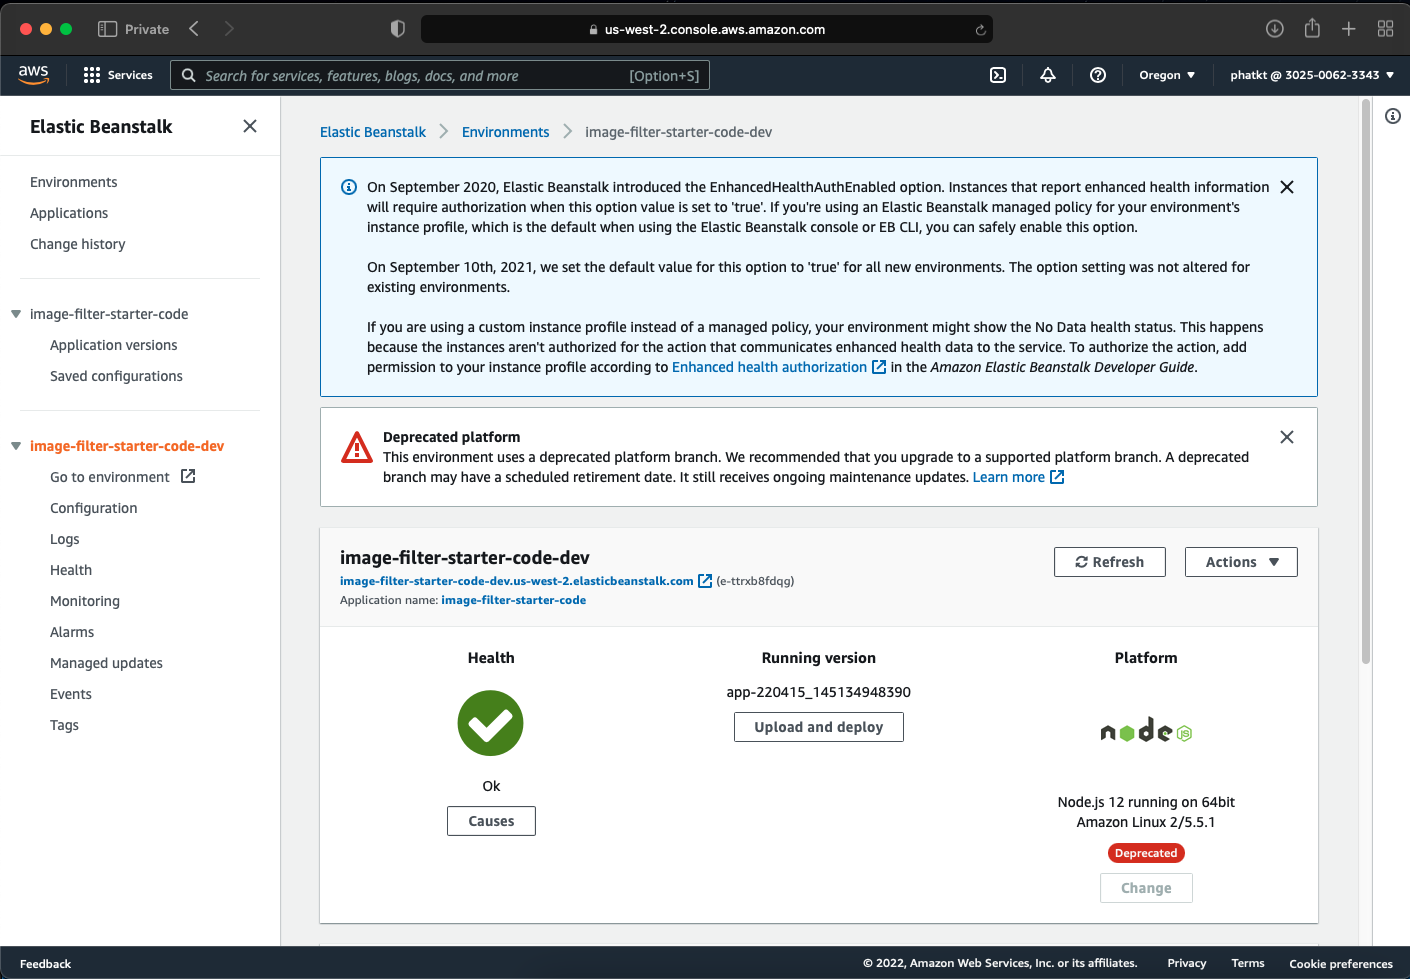 Private
us-west-2.console.aws.amazon.com
aws
Services
Search for services, features, blogs, docs, and more
[Option+S]
Oregon
phatkt @ 3025-0062-3343
Elastic Beanstalk
Environments
Applications
Change history
image-filter-starter-code
Application versions
Saved configurations
image-filter-starter-code-dev
Go to environment
Configuration
Logs
Health
Monitoring
Alarms
Managed updates
Events
Tags
Elastic Beanstalk
Environments
image-filter-starter-code-dev
On September 2020, Elastic Beanstalk introduced the EnhancedHealthAuthEnabled option. Instances that report enhanced health information
will require authorization when this option value is set to 'true'. If you're using an Elastic Beanstalk managed policy for your environment's
instance profile, which is the default when using the Elastic Beanstalk console or EB CLI, you can safely enable this option.
On September 10th, 2021, we set the default value for this option to 'true' for all new environments. The option setting was not altered for
existing environments.
If you are using a custom instance profile instead of a managed policy, your environment might show the No Data health status. This happens
because the instances aren't authorized for the action that communicates enhanced health data to the service. To authorize the action, add
permission to your instance profile according to Enhanced health authorization in the Amazon Elastic Beanstalk Developer Guide.
Deprecated platform
This environment uses a deprecated platform branch. We recommended that you upgrade to a supported platform branch. A deprecated
branch may have a scheduled retirement date. It still receives ongoing maintenance updates. Learn more
image-filter-starter-code-dev
image-filter-starter-code-dev.us-west-2.elasticbeanstalk.com (e-ttrxb8fdqg)
Application name: image-filter-starter-code
Refresh
Actions
Health
Ok
Causes
Running version
app-220415_145134948390
Upload and deploy
Platform
node JS
Node.js 12 running on 64bit
Amazon Linux 2/5.5.1
Deprecated
Change
Feedback
© 2022, Amazon Web Services, Inc. or its affiliates.
Privacy
Terms
Cookie preferences